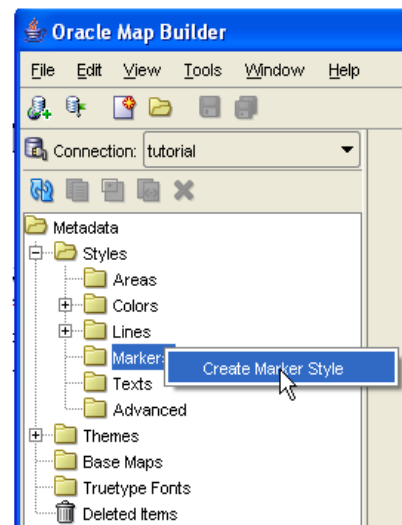 Oracle Map Builder
File Edit View Tools Window Help
Connection: tutorial
Metadata
Styles
Areas
Colors
Lines
Markers
Create Marker Style
Texts
Advanced
Themes
Base Maps
Truetype Fonts
Deleted Items